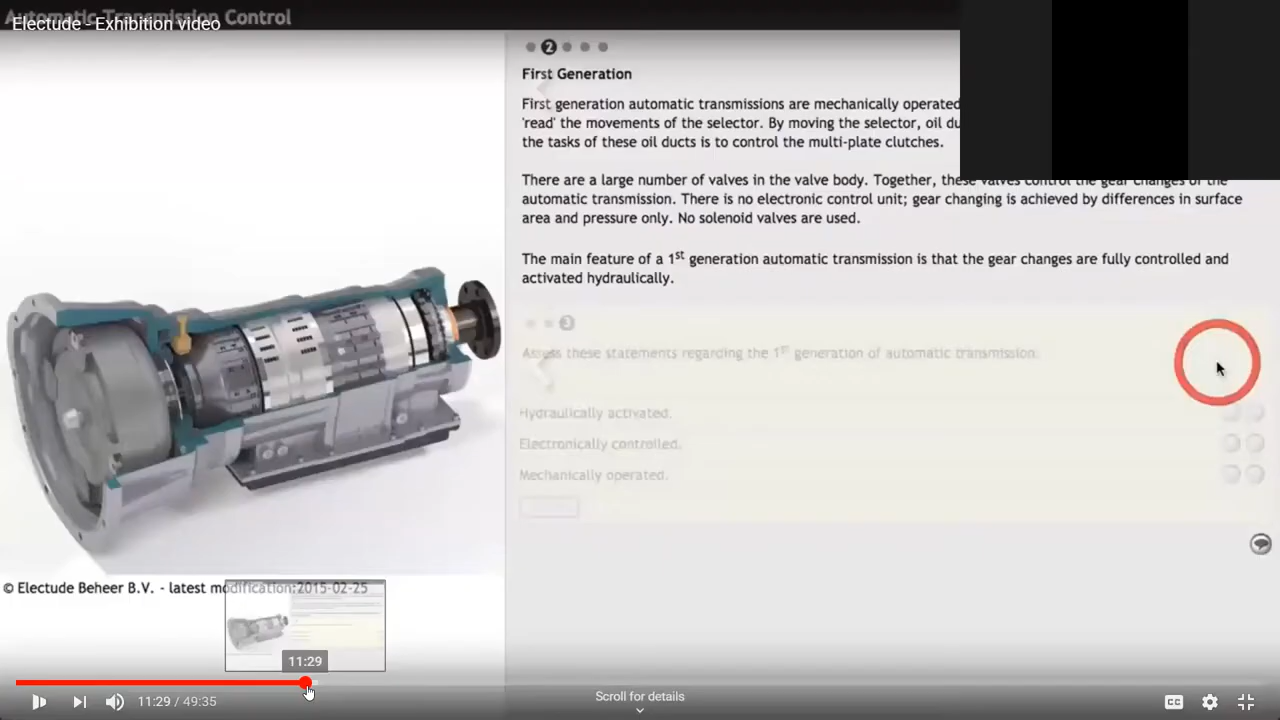 Automatic Transmission Control
Electude - Exhibition video
2
First Generation
First generation automatic transmissions are mechanically operated
'read' the movements of the selector. By moving the selector, oil du
the tasks of these oil ducts is to control the multi-plate clutches.
There are a large number of valves in the valve body. Together, these valves control the gear changes of the
automatic transmission. There is no electronic control unit; gear changing is achieved by differences in surface
area and pressure only. No solenoid valves are used.
The main feature of a 1st generation automatic transmission is that the gear changes are fully controlled and
activated hydraulically.
3
Assess these statements regarding the 1st generation of automatic transmission.
Hydraulically activated.
Electronically controlled.
Mechanically operated.
© Electude Beheer B.V. - latest modification:2015-02-25
11:29
11:29 / 49:35
Scroll for details
CC